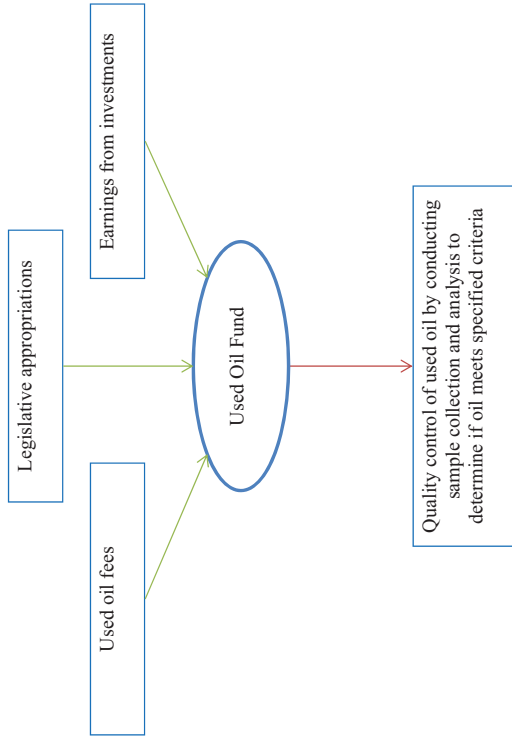 Legislative appropriations
Used oil fees
Earnings from investments
Used Oil Fund
Quality control of used oil by conducting
sample collection and analysis to
determine if oil meets specified criteria